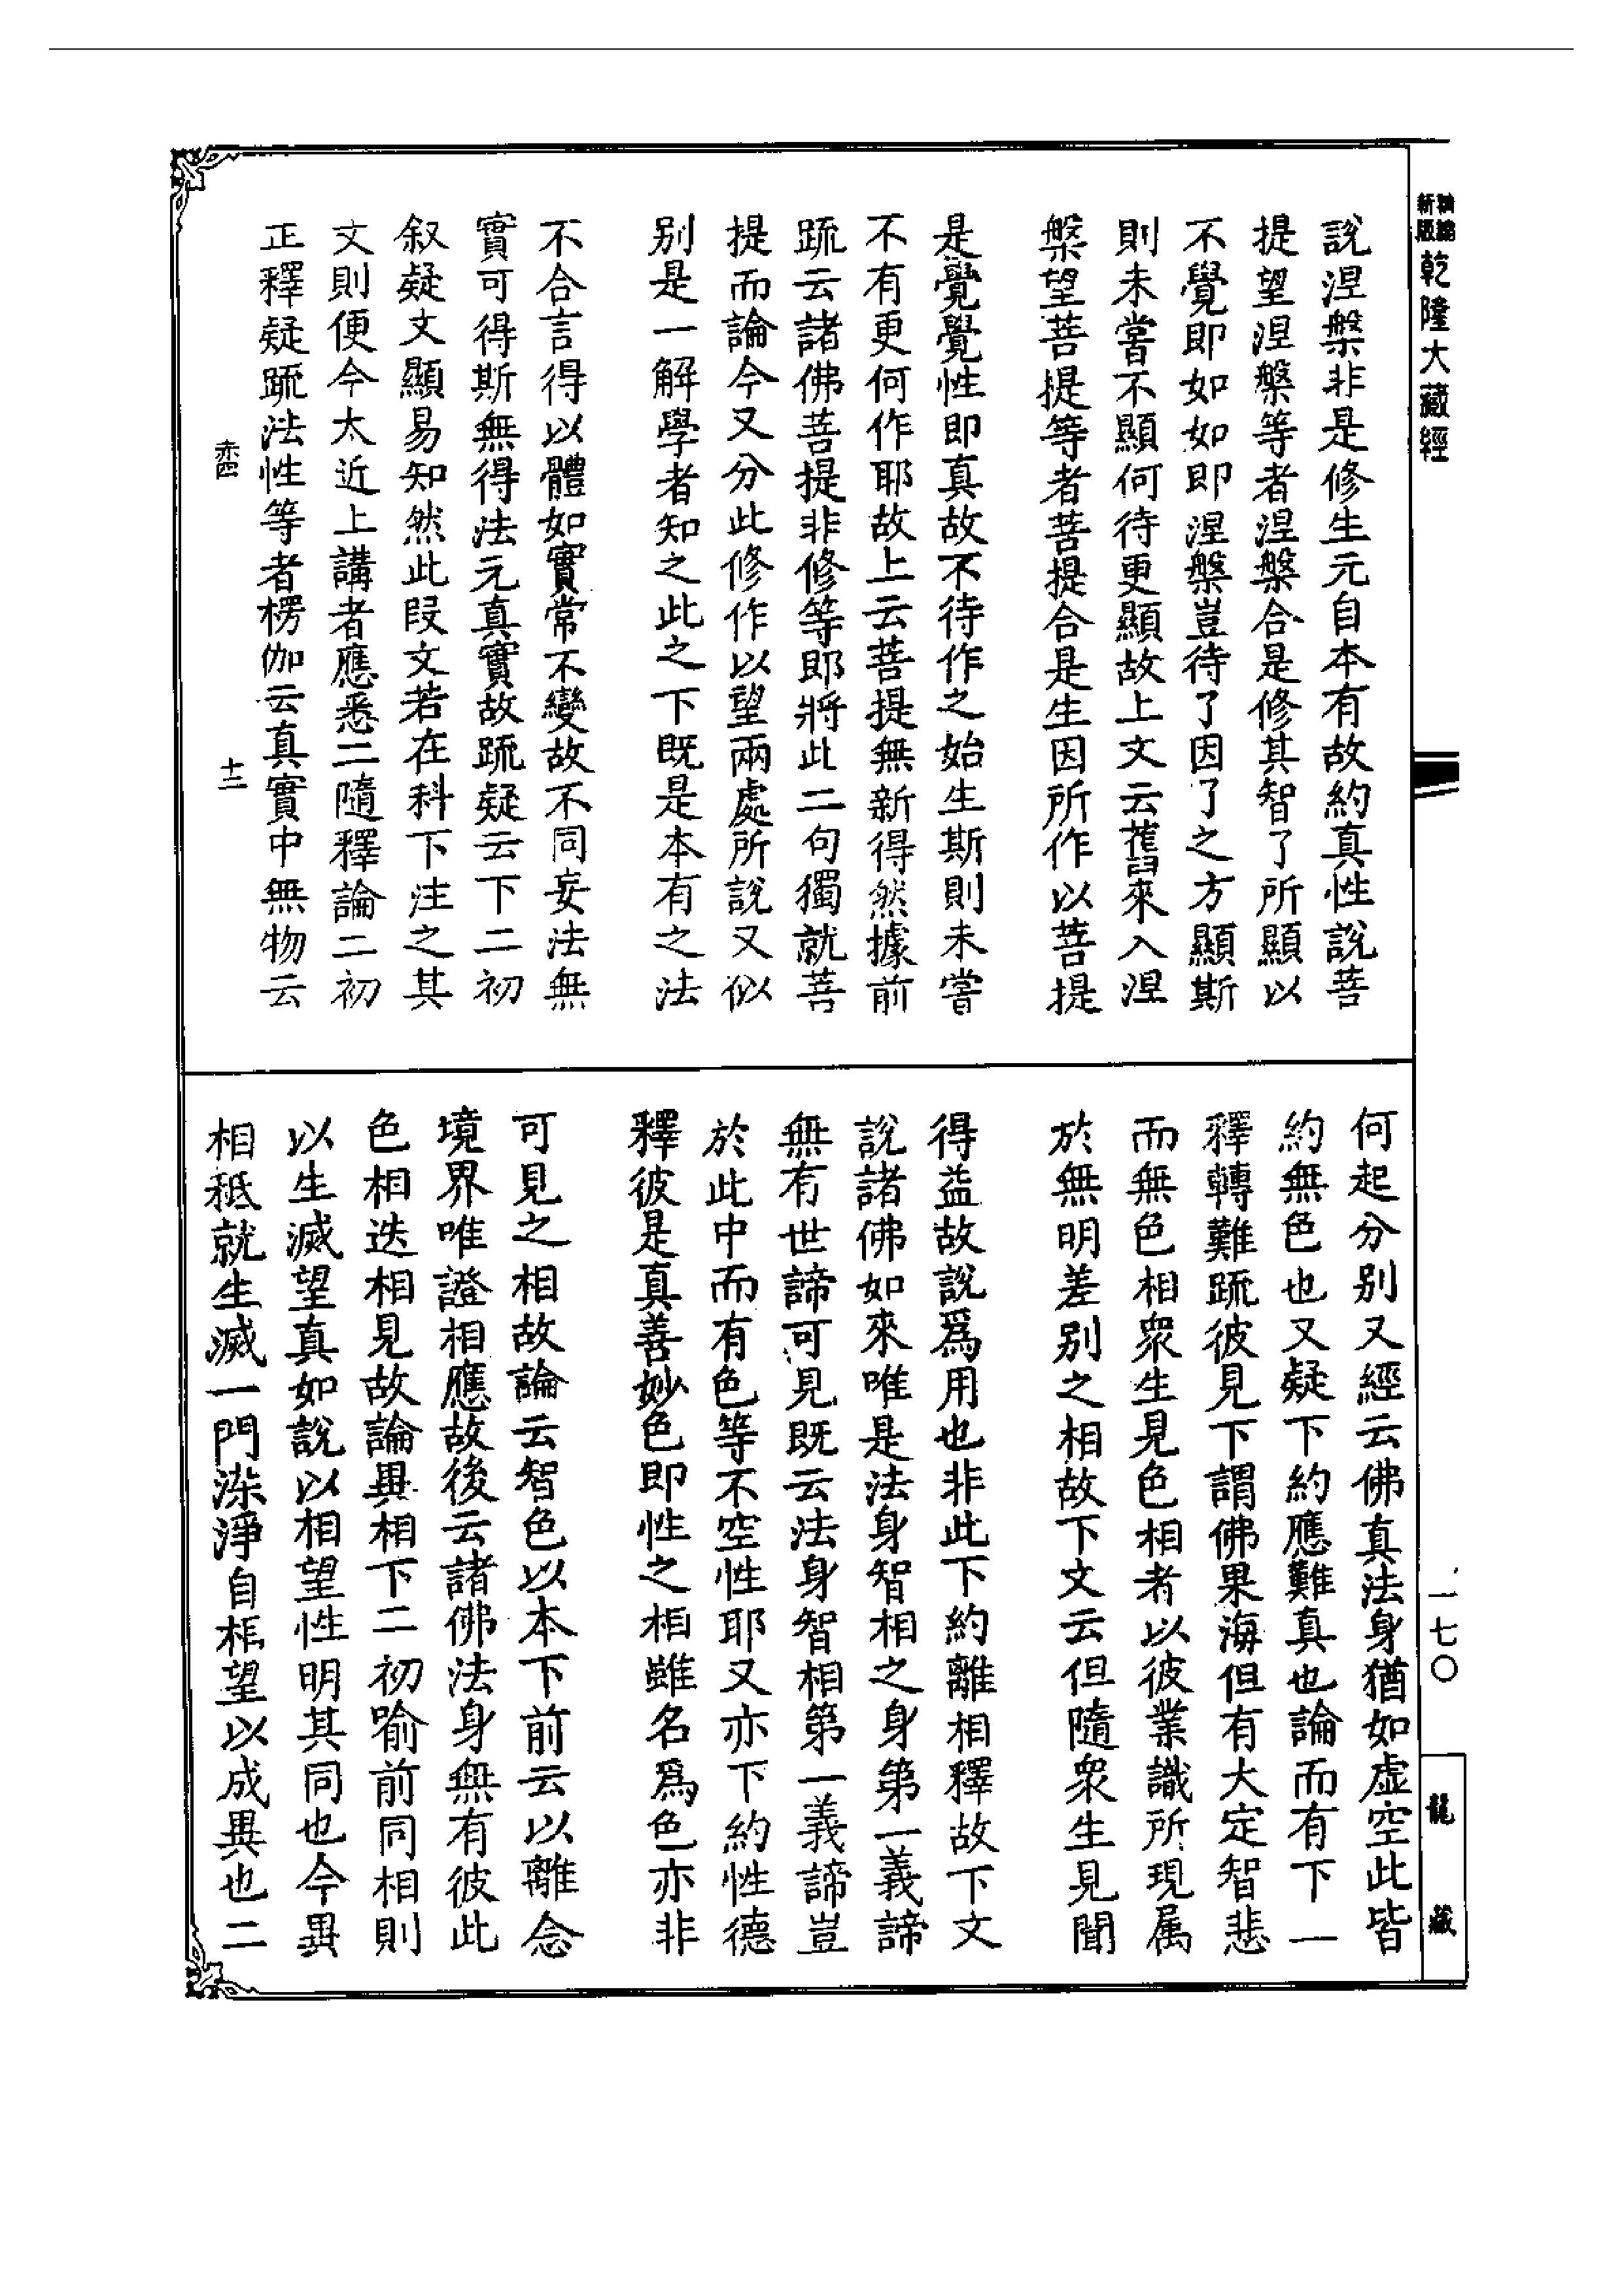 新編
新版
乾隆大藏經
說涅槃非是修生元自本有故約真性說菩
提望涅槃等者涅槃合是修其智了所顯以
不覺即如如即涅槃豈待了因了之方顯斯
則未嘗不顯何待更顯故上文云舊來入涅
槃望菩提等者菩提合是生因所作以菩提
是覺覺性即真故不待作之始生斯則未嘗
不有更何作耶故上云菩提無新得然據前
疏云諸佛菩提非修等即將此二句獨就菩
提而論今又分此修作以望兩處所說又似
別是一解學者知之此之下既是本有之法
不合言得以體如實常不變故不同妄法無
實可得斯無得法元真實故疏疑云下二初
叙疑文顯易知然此段文若在科下注之其
文則便今太近上講者應悉二隨釋論二初
正釋疑疏法性等者楞伽云真實中無物云
十二
何起分別又經云佛真法身猶如虛空此皆
約無色也又疑下約應難真也論而有下一
釋轉難疏彼見下謂佛果海但有大定智悲
而無色相眾生見色相者以彼業識所現属
於無明差別之相故下文云但隨眾生見聞
得益故說爲用也非此下約離相釋故下文
說諸佛如來唯是法身智相之身第一義諦
無有世諦可見既云法身智相第一義諦豈
於此中而有色等不空性耶又亦下約性德
釋彼是真善妙色即性之相雖名爲色亦非
可見之相故論云智色以本下前云以離念
境界唯證相應故後云諸佛法身無有彼此
色相迭相見故論異相下二初喻前同相則
以生滅望真如說以相望性明其同也今異
相秪就生滅一門染淨自相望以成異也二
一七〇
龍藏